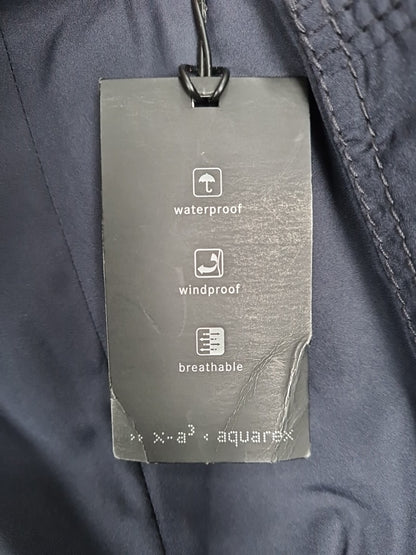 waterproof
windproof
breathable
›› x-a³ ‹ aquarex